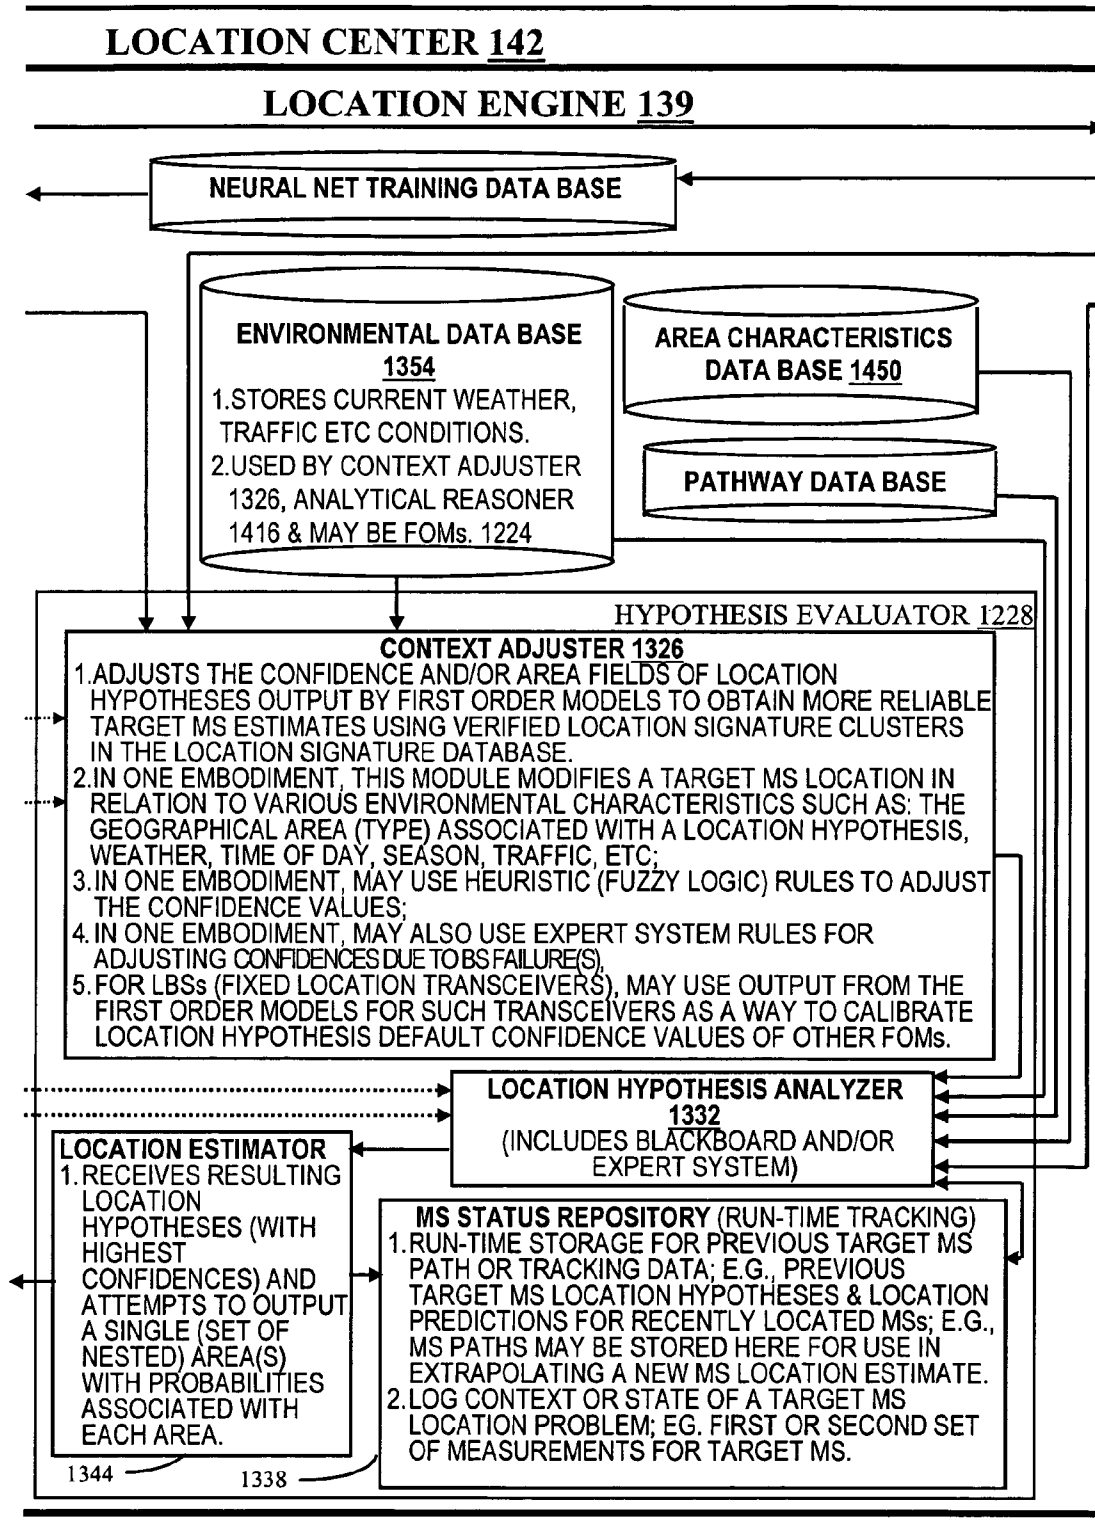 LOCATION CENTER 142
LOCATION ENGINE 139
NEURAL NET TRAINING DATA BASE
ENVIRONMENTAL DATA BASE
1354
1.STORES CURRENT WEATHER,
TRAFFIC ETC CONDITIONS.
2.USED BY CONTEXT ADJUSTER
1326, ANALYTICAL REASONER
1416 & MAY BE FOMs. 1224
AREA CHARACTERISTICS
DATA BASE 1450
PATHWAY DATA BASE
HYPOTHESIS EVALUATOR 1228
CONTEXT ADJUSTER 1326
1.ADJUSTS THE CONFIDENCE AND/OR AREA FIELDS OF LOCATION
HYPOTHESES OUTPUT BY FIRST ORDER MODELS TO OBTAIN MORE RELIABLE
TARGET MS ESTIMATES USING VERIFIED LOCATION SIGNATURE CLUSTERS
IN THE LOCATION SIGNATURE DATABASE.
2.IN ONE EMBODIMENT, THIS MODULE MODIFIES A TARGET MS LOCATION IN
RELATION TO VARIOUS ENVIRONMENTAL CHARACTERISTICS SUCH AS: THE
GEOGRAPHICAL AREA (TYPE) ASSOCIATED WITH A LOCATION HYPOTHESIS,
WEATHER, TIME OF DAY, SEASON, TRAFFIC, ETC;
3.IN ONE EMBODIMENT, MAY USE HEURISTIC (FUZZY LOGIC) RULES TO ADJUST
THE CONFIDENCE VALUES;
4.IN ONE EMBODIMENT, MAY ALSO USE EXPERT SYSTEM RULES FOR
ADJUSTING CONFIDENCES DUE TO BS FAILURE(S),
5.FOR LBSs (FIXED LOCATION TRANSCEIVERS), MAY USE OUTPUT FROM THE
FIRST ORDER MODELS FOR SUCH TRANSCEIVERS AS A WAY TO CALIBRATE
LOCATION HYPOTHESIS DEFAULT CONFIDENCE VALUES OF OTHER FOMs.
LOCATION HYPOTHESIS ANALYZER
1332
(INCLUDES BLACKBOARD AND/OR
EXPERT SYSTEM)
LOCATION ESTIMATOR
1.RECEIVES RESULTING
LOCATION
HYPOTHESES (WITH
HIGHEST
CONFIDENCES) AND
ATTEMPTS TO OUTPUT
A SINGLE (SET OF
NESTED) AREA(S)
WITH PROBABILITIES
ASSOCIATED WITH
EACH AREA.
1344
MS STATUS REPOSITORY (RUN-TIME TRACKING)
1.RUN-TIME STORAGE FOR PREVIOUS TARGET MS
PATH OR TRACKING DATA; E.G., PREVIOUS
TARGET MS LOCATION HYPOTHESES & LOCATION
PREDICTIONS FOR RECENTLY LOCATED MSs; E.G.,
MS PATHS MAY BE STORED HERE FOR USE IN
EXTRAPOLATING A NEW MS LOCATION ESTIMATE.
2.LOG CONTEXT OR STATE OF A TARGET MS
LOCATION PROBLEM; EG. FIRST OR SECOND SET
OF MEASUREMENTS FOR TARGET MS.
1338